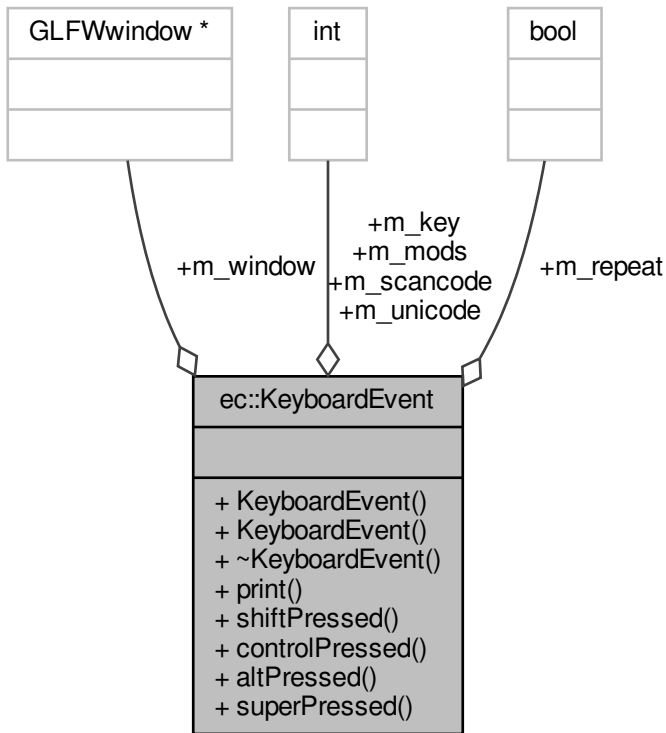 GLFWwindow *
int
bool
+m_window
+m_key
+m_mods
+m_scancode
+m_unicode
+m_repeat
ec::KeyboardEvent
+ KeyboardEvent()
+ KeyboardEvent()
+ ~KeyboardEvent()
+ print()
+ shiftPressed()
+ controlPressed()
+ altPressed()
+ superPressed()